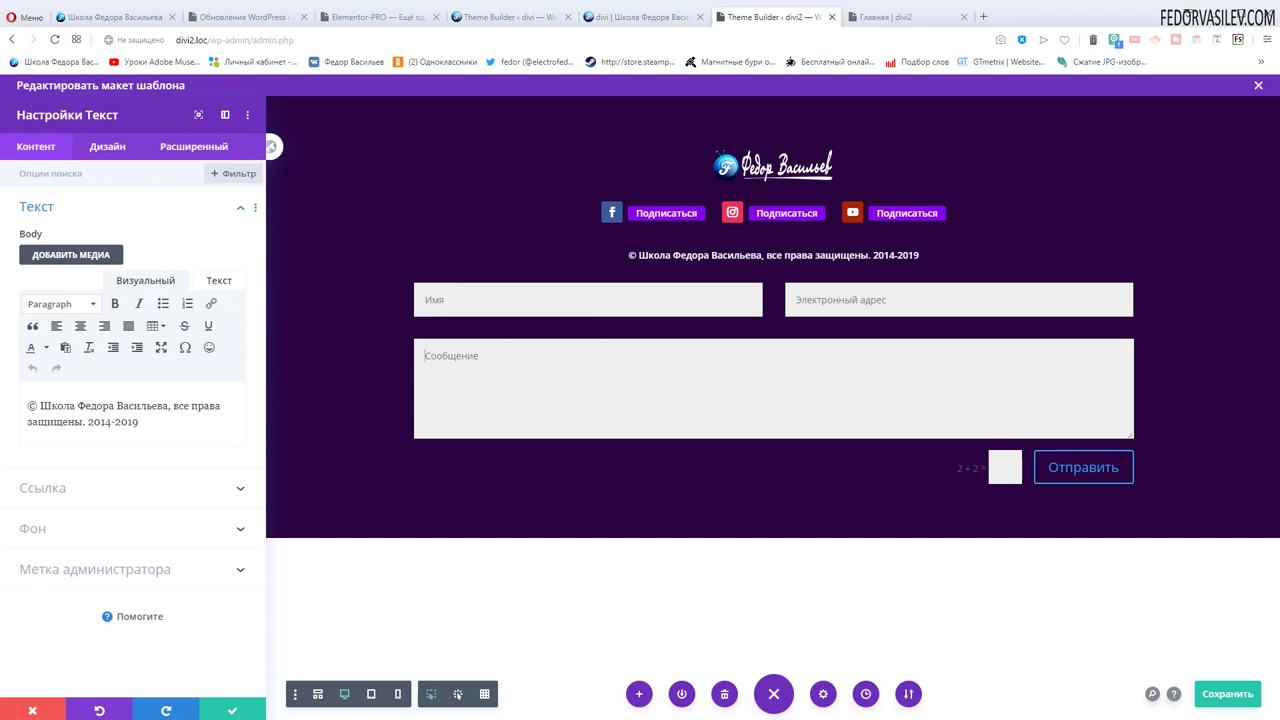 FEDORVASILEV.COM
Меню
Школа Федора Васильева
Обновления WordPress ‹
Elementor-PRO — Ещё од
Theme Builder ‹ divi — Wo
divi | Школа Федора Васи
Theme Builder ‹ divi2 — W
Главная | divi2
Не защищено divi2.loc/wp-admin/admin.php
Школа Федора Вас...
Уроки Adobe Muse...
Личный кабинет -...
Федор Васильев
(2) Одноклассники
fedor (@electrofed...
http://store.steamp...
Магнитные бури о...
Бесплатный онлай...
Подбор слов
GTmetrix | Website...
Сжатие JPG-изобр...
Редактировать макет шаблона
Настройки Текст
Контент Дизайн Расширенный
Опции поиска + Фильтр
Текст
Body
ДОБАВИТЬ МЕДИА
Визуальный Текст
Paragraph
© Школа Федора Васильева, все права
защищены. 2014-2019
Ссылка
Фон
Метка администратора
Помогите
Федор Васильев
Подписаться Подписаться Подписаться
© Школа Федора Васильева, все права защищены. 2014-2019
Имя Электронный адрес
Сообщение
2 + 2 = Отправить
Сохранить